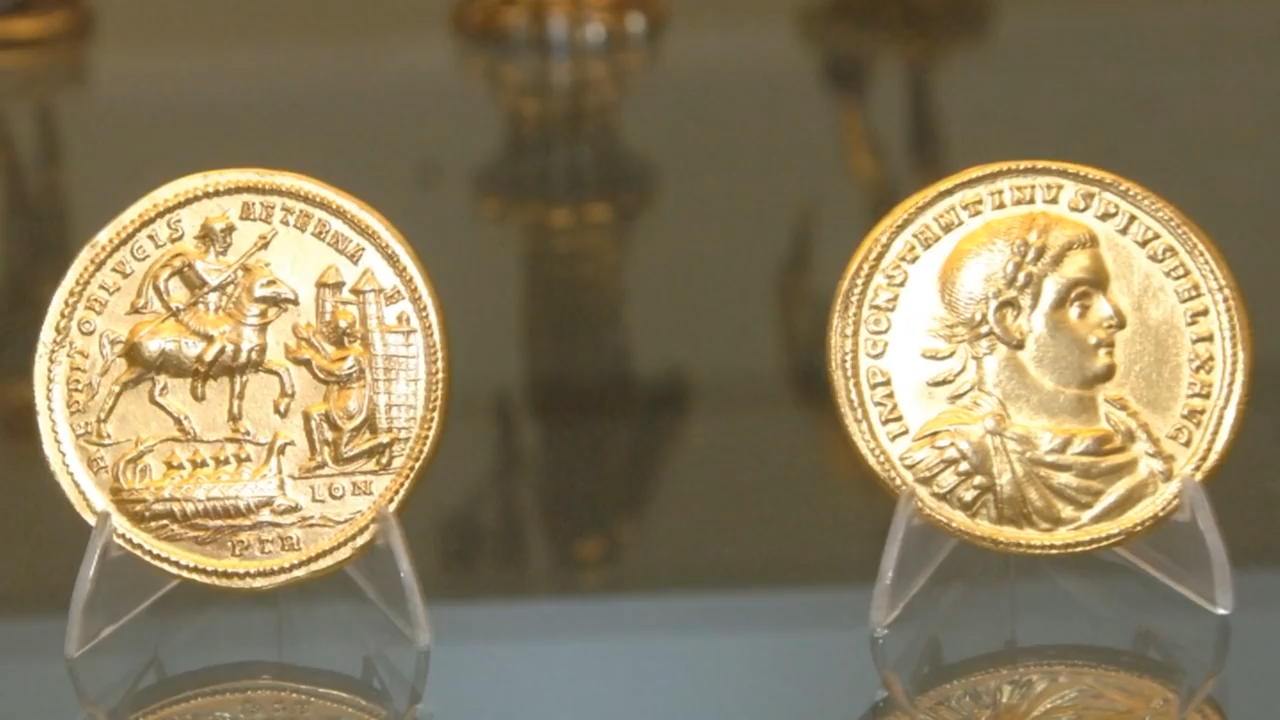 REDDITOR LVCIS AETERNAE
LON
PTR
IMP CONSTANTINVS PIVS FELIX AVG